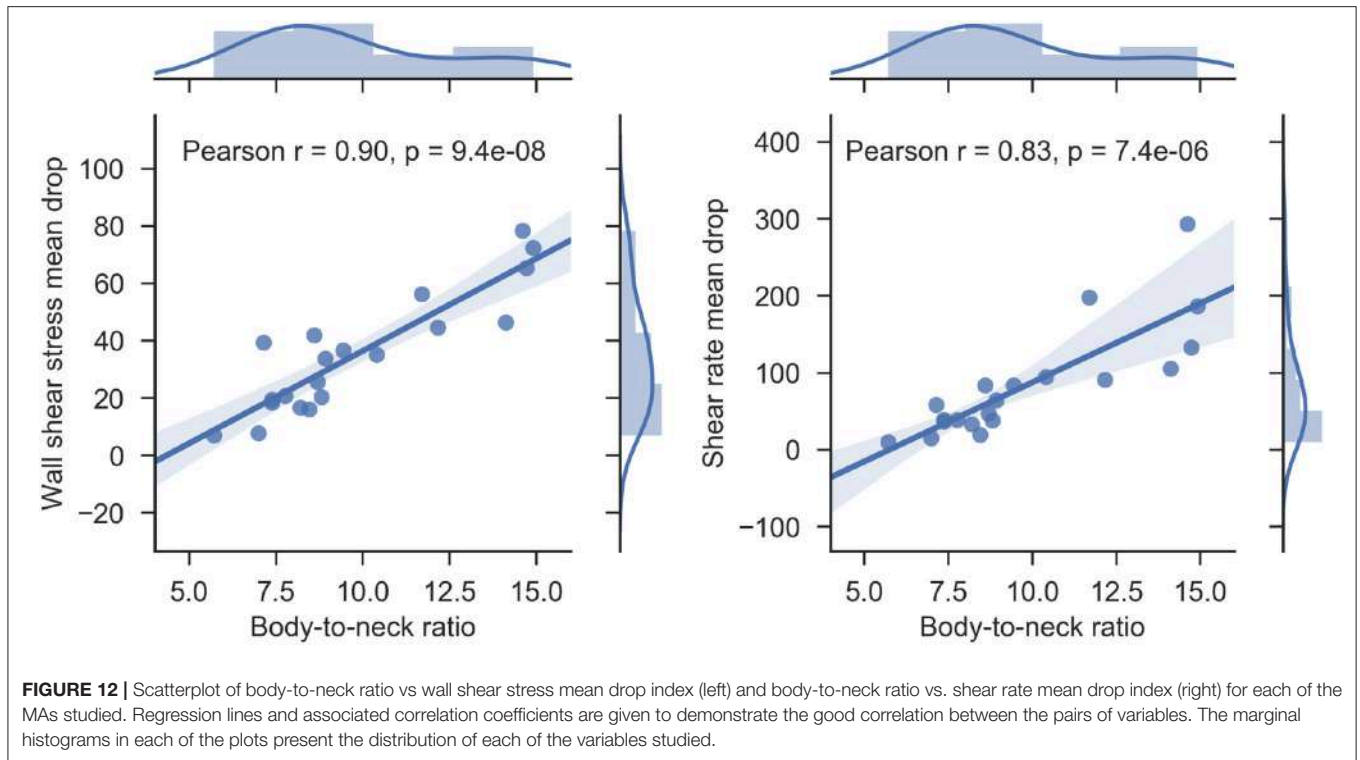 Pearson r = 0.90, p = 9.4e-08
Wall shear stress mean drop
100
80
60
40
20
0
−20
5.0 7.5 10.0 12.5 15.0
Body-to-neck ratio
Pearson r = 0.83, p = 7.4e-06
Shear rate mean drop
400
300
200
100
0
−100
5.0 7.5 10.0 12.5 15.0
Body-to-neck ratio
FIGURE 12 | Scatterplot of body-to-neck ratio vs wall shear stress mean drop index (left) and body-to-neck ratio vs. shear rate mean drop index (right) for each of the
MAs studied. Regression lines and associated correlation coefficients are given to demonstrate the good correlation between the pairs of variables. The marginal
histograms in each of the plots present the distribution of each of the variables studied.